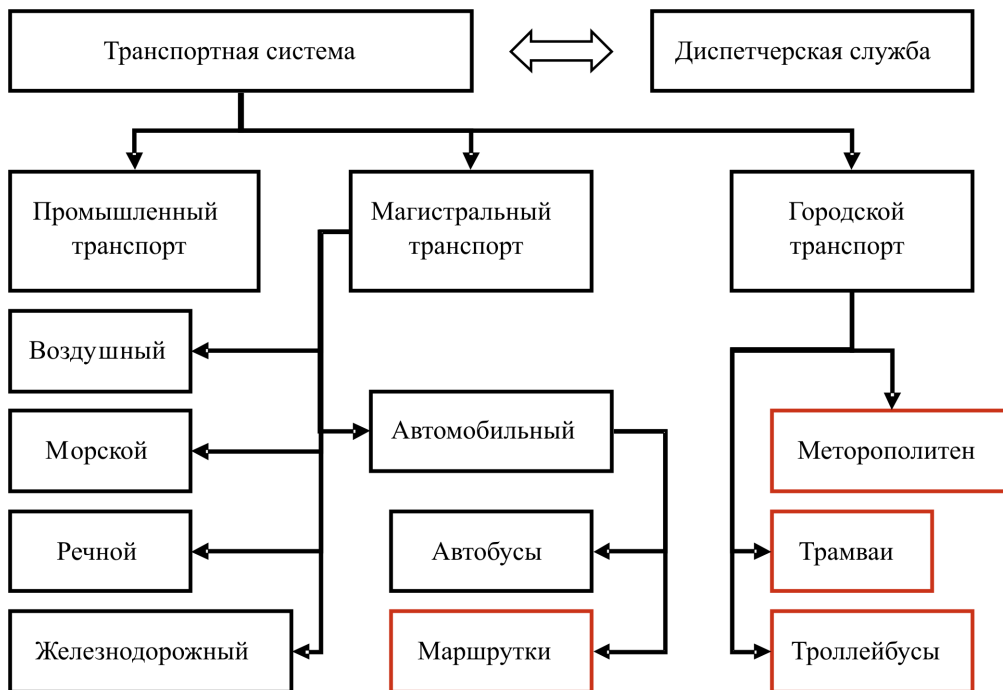 Транспортная система
Диспетчерская служба
Промышленный
транспорт
Магистральный
транспорт
Городской
транспорт
Воздушный
Автомобильный
Морской
Меторополитен
Речной
Автобусы
Трамваи
Железнодорожный
Маршрутки
Троллейбусы